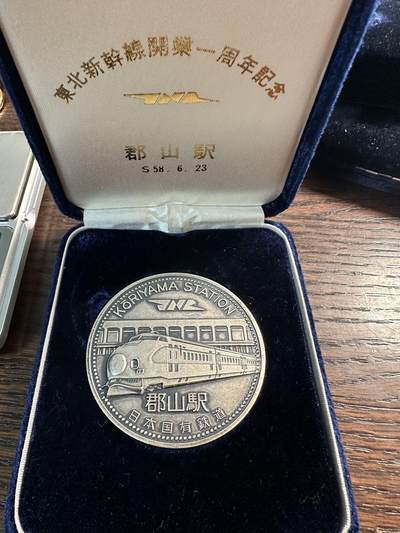 東北新幹線開業一周年記念
JNR
郡山駅
S 58. 6. 23
KORIYAMA STATION
JNR
郡山駅
日本国有鉄道